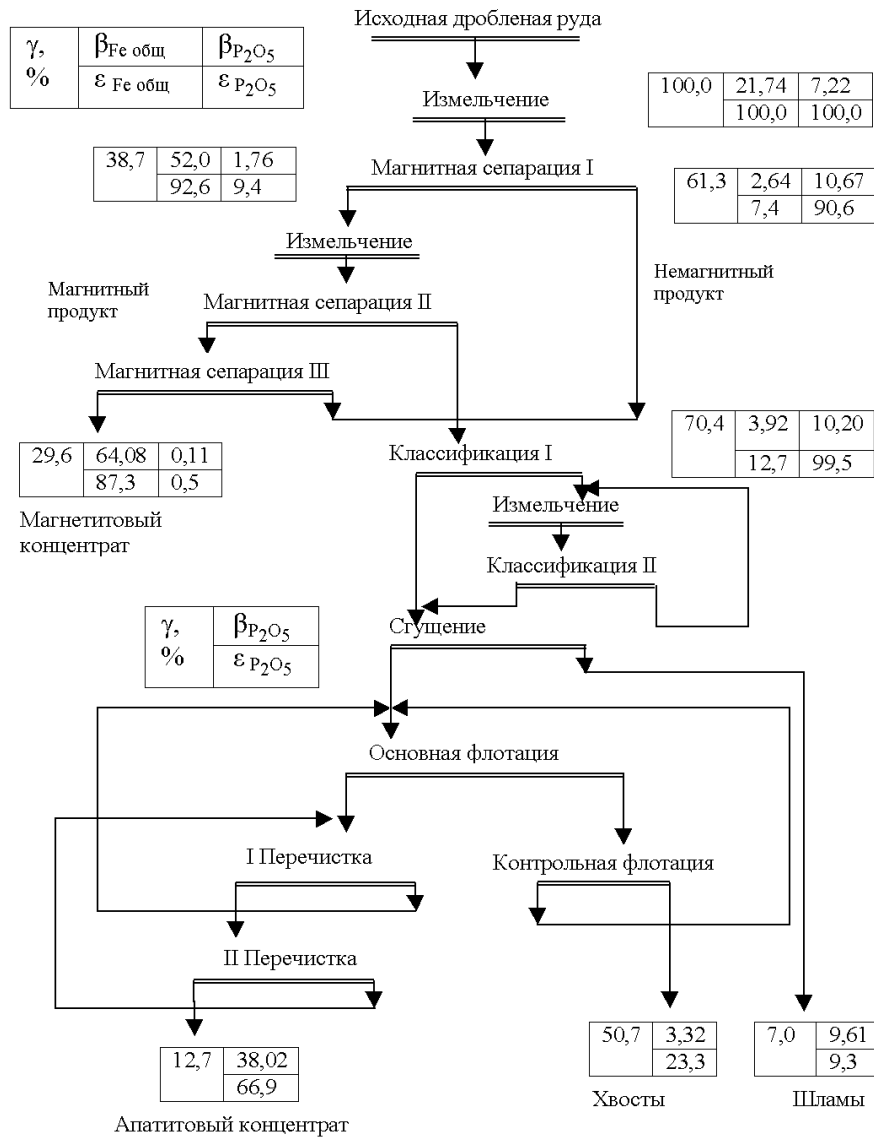 Исходная дробленая руда
γ, % βFe общ βP2O5
ε Fe общ ε P2O5
100,0 21,74 7,22
100,0 100,0
Измельчение
38,7 52,0 1,76
92,6 9,4
Магнитная сепарация I
61,3 2,64 10,67
7,4 90,6
Измельчение
Магнитный
продукт
Немагнитный
продукт
Магнитная сепарация II
Магнитная сепарация III
29,6 64,08 0,11
87,3 0,5
Магнетитовый
концентрат
70,4 3,92 10,20
12,7 99,5
Классификация I
Измельчение
Классификация II
γ, % βP2O5
ε P2O5
Сгущение
Основная флотация
I Перечистка
Контрольная флотация
II Перечистка
12,7 38,02
66,9
Апатитовый концентрат
50,7 3,32
23,3
Хвосты
7,0 9,61
9,3
Шламы